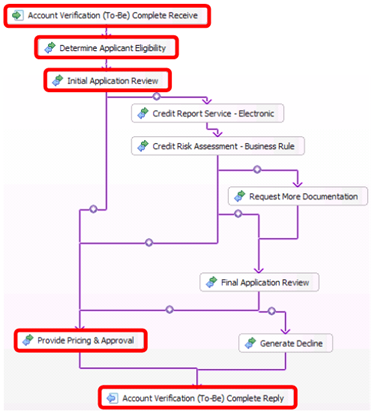 Account Verification (To-Be) Complete Receive
Determine Applicant Eligibility
Initial Application Review
Credit Report Service - Electronic
Credit Risk Assessment - Business Rule
Request More Documentation
Final Application Review
Provide Pricing & Approval
Generate Decline
Account Verification (To-Be) Complete Reply